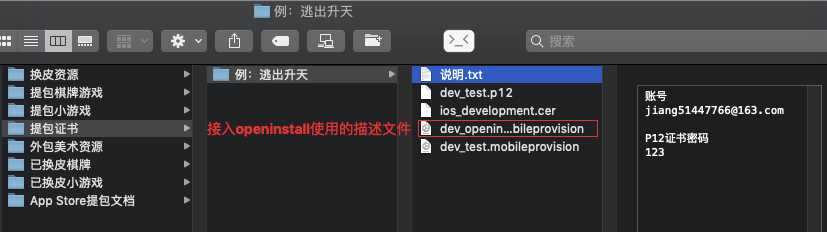 例：逃出升天
搜索
换皮资源
提包棋牌游戏
提包小游戏
提包证书
外包美术资源
已换皮棋牌
已换皮小游戏
App Store提包文档
例：逃出升天
接入openinstall使用的描述文件
说明.txt
dev_test.p12
ios_development.cer
dev_openin...bileprovision
dev_test.mobileprovision
账号
jiang51447766@163.com
P12证书密码
123